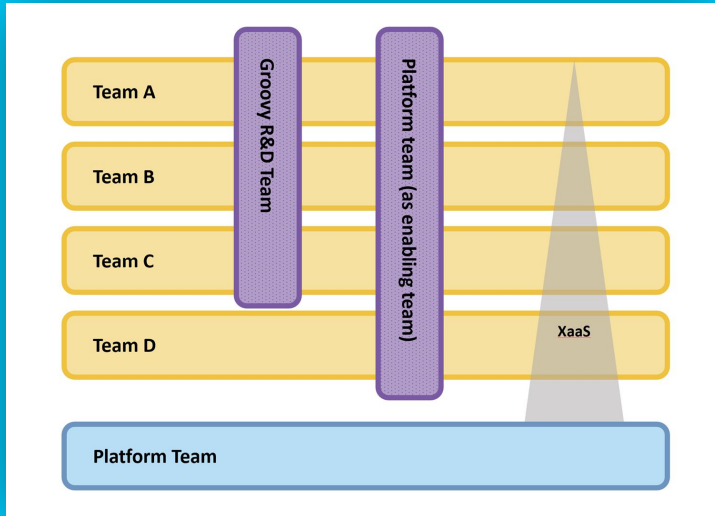 Team A
Groovy R&D Team
Platform team (as enabling team)
Team B
Team C
Team D
XaaS
Platform Team